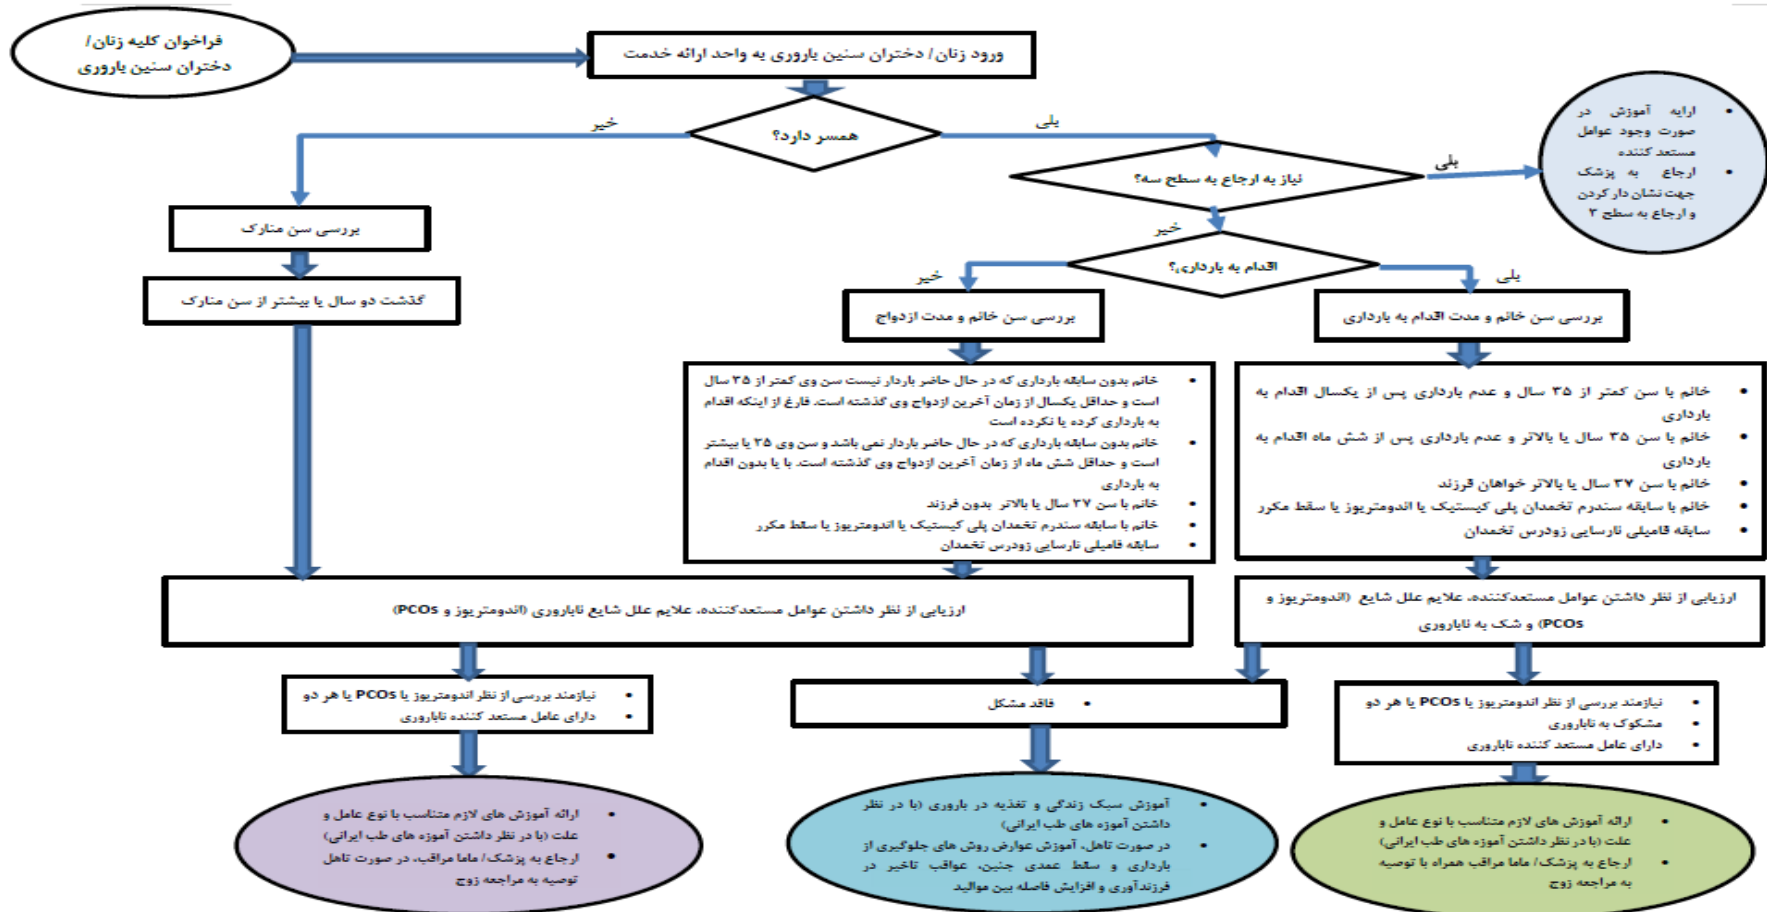 فراخوان کلیه زنان/
دختران سنین باروری
ورود زنان/ دختران سنین باروری به واحد ارائه خدمت
همسر دارد؟
خیر
بلی
نیاز به ارجاع به سطح سه؟
بلی
• ارایه آموزش در
صورت وجود عوامل
مستعد کننده
• ارجاع به پزشک
جهت نشان دار کردن
و ارجاع به سطح ۳
خیر
اقدام به بارداری؟
خیر
بلی
بررسی سن منارک
گذشت دو سال یا بیشتر از سن منارک
بررسی سن خانم و مدت ازدواج
بررسی سن خانم و مدت اقدام به بارداری
• خانم بدون سابقه بارداری که در حال حاضر باردار نیست سن وی کمتر از ۳۵ سال
است و حداقل یکسال از زمان آخرین ازدواج وی گذشته است. فارغ از اینکه اقدام
به بارداری کرده یا نکرده است
• خانم بدون سابقه بارداری که در حال حاضر باردار نمی باشد و سن وی ۳۵ یا بیشتر
است و حداقل شش ماه از زمان آخرین ازدواج وی گذشته است. با یا بدون اقدام
به بارداری
• خانم با سن ۳۷ سال یا بالاتر بدون فرزند
• خانم با سابقه سندرم تخمدان پلی کیستیک یا اندومتریوز یا سقط مکرر
• سابقه فامیلی نارسایی زودرس تخمدان
• خانم با سن کمتر از ۳۵ سال و عدم بارداری پس از یکسال اقدام به
بارداری
• خانم با سن ۳۵ سال یا بالاتر و عدم بارداری پس از شش ماه اقدام به
بارداری
• خانم با سن ۳۷ سال یا بالاتر خواهان فرزند
• خانم با سابقه سندرم تخمدان پلی کیستیک یا اندومتریوز یا سقط مکرر
• سابقه فامیلی نارسایی زودرس تخمدان
ارزیابی از نظر داشتن عوامل مستعدکننده، علایم علل شایع ناباروری (اندومتریوز و PCOs)
ارزیابی از نظر داشتن عوامل مستعدکننده، علایم علل شایع (اندومتریوز و
PCOs) و شک به ناباروری
• نیازمند بررسی از نظر اندومتریوز یا PCOs یا هر دو
• دارای عامل مستعد کننده ناباروری
• فاقد مشکل
• نیازمند بررسی از نظر اندومتریوز یا PCOs یا هر دو
• مشکوک به ناباروری
• دارای عامل مستعد کننده ناباروری
• ارائه آموزش های لازم متناسب با نوع عامل و
علت (با در نظر داشتن آموزه های طب ایرانی)
• ارجاع به پزشک/ ماما مراقب، در صورت تاهل
توصیه به مراجعه زوج
• آموزش سبک زندگی و تغذیه در باروری (با در نظر
داشتن آموزه های طب ایرانی)
• در صورت تاهل، آموزش عوارض روش های جلوگیری از
بارداری و سقط عمدی جنین، عواقب تاخیر در
فرزندآوری و افزایش فاصله بین موالید
• ارائه آموزش های لازم متناسب با نوع عامل و
علت (با در نظر داشتن آموزه های طب ایرانی)
• ارجاع به پزشک/ ماما مراقب همراه با توصیه
به مراجعه زوج